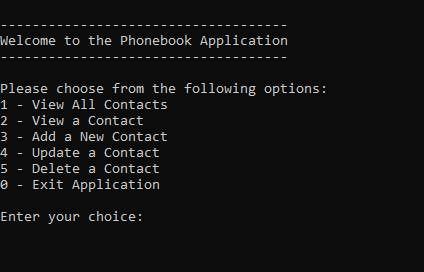 ------------------------------------
Welcome to the Phonebook Application
------------------------------------
Please choose from the following options:
1 - View All Contacts
2 - View a Contact
3 - Add a New Contact
4 - Update a Contact
5 - Delete a Contact
0 - Exit Application
Enter your choice: